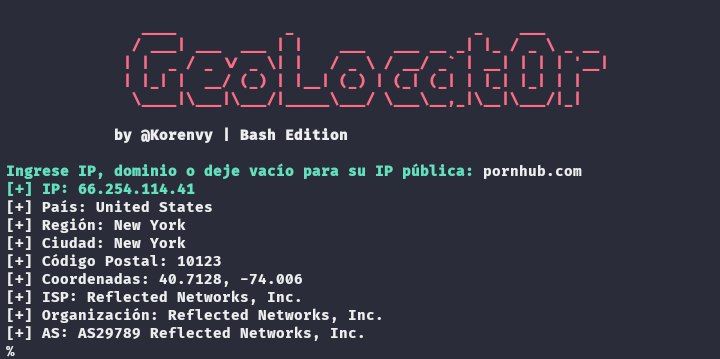 GeoLocat0r
by @Korenvy | Bash Edition
Ingrese IP, dominio o deje vacío para su IP pública: pornhub.com
[+] IP: 66.254.114.41
[+] País: United States
[+] Región: New York
[+] Ciudad: New York
[+] Código Postal: 10123
[+] Coordenadas: 40.7128, -74.006
[+] ISP: Reflected Networks, Inc.
[+] Organización: Reflected Networks, Inc.
[+] AS: AS29789 Reflected Networks, Inc.
%